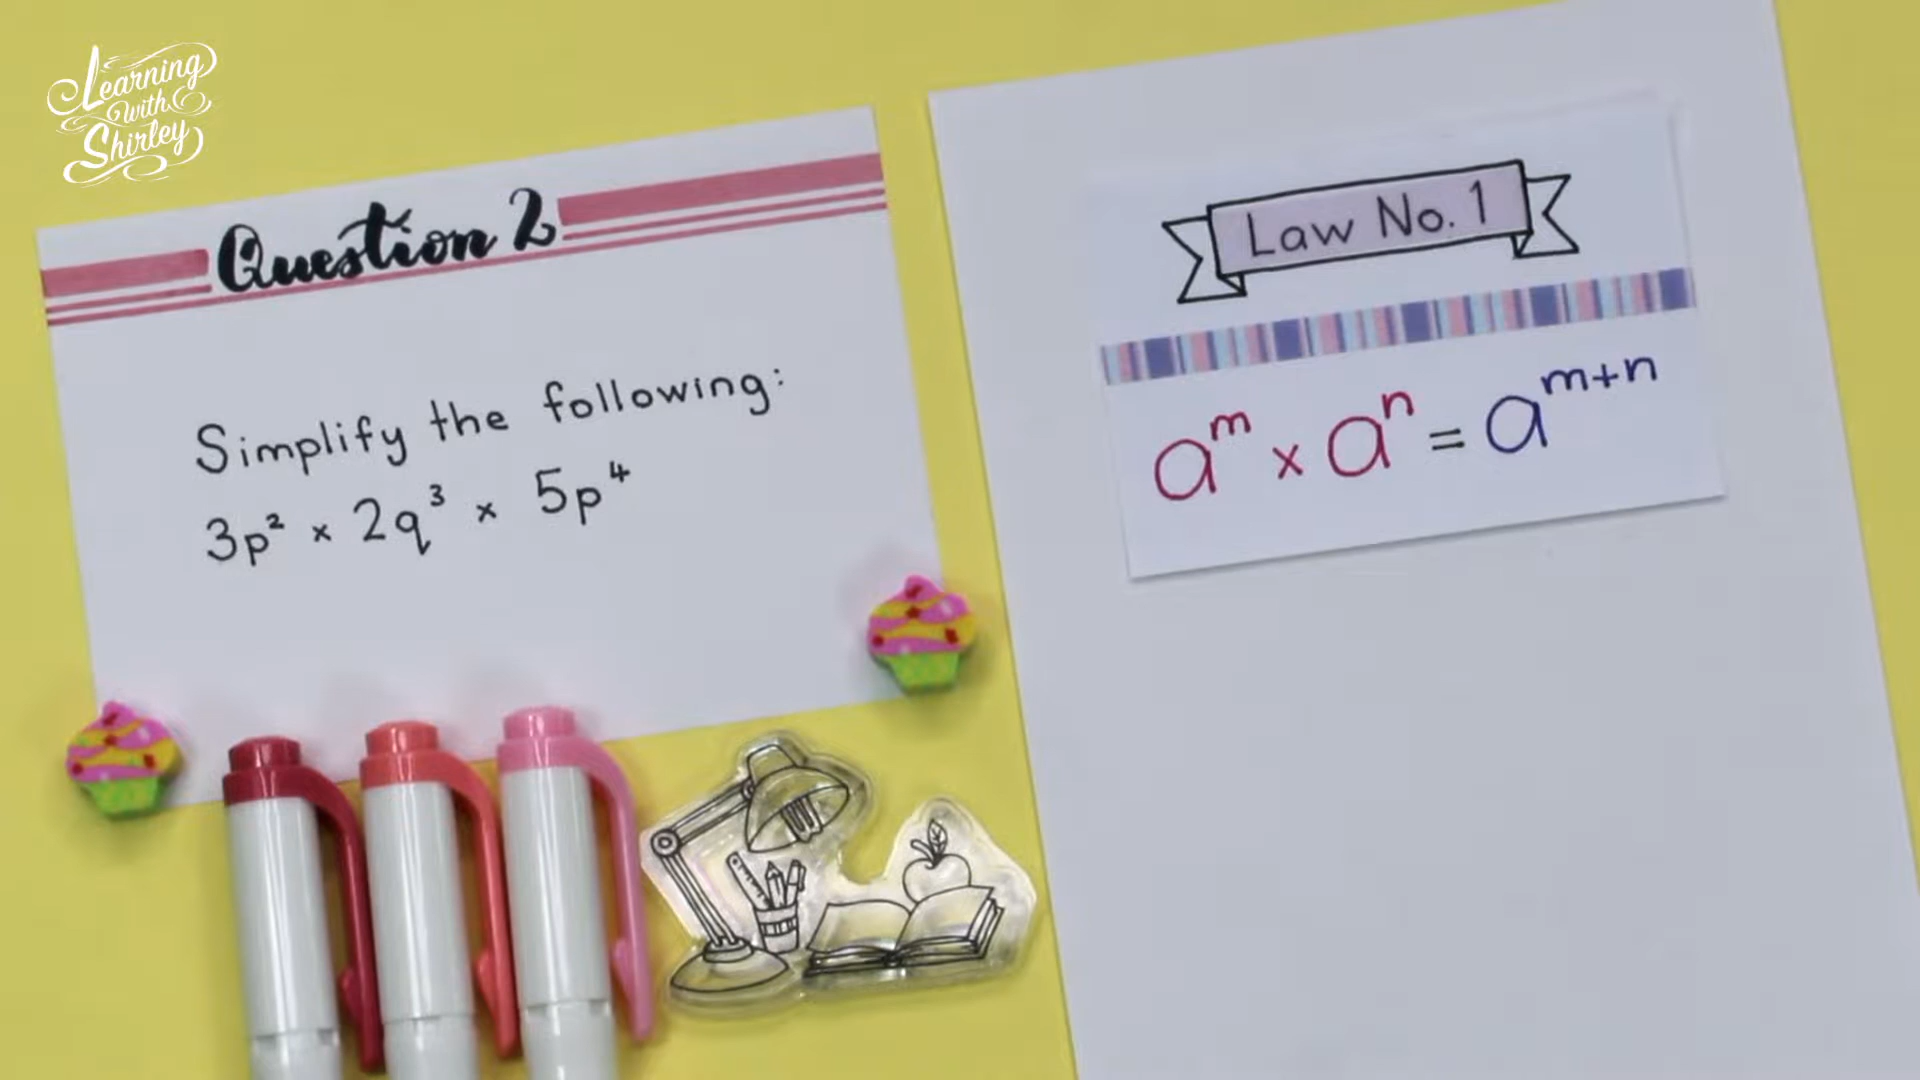 Learning
With
Shirley
Question 2
Simplify the following:
3p² × 2q³ × 5p⁴
Law No. 1
aᵐ × aⁿ = aᵐ⁺ⁿ